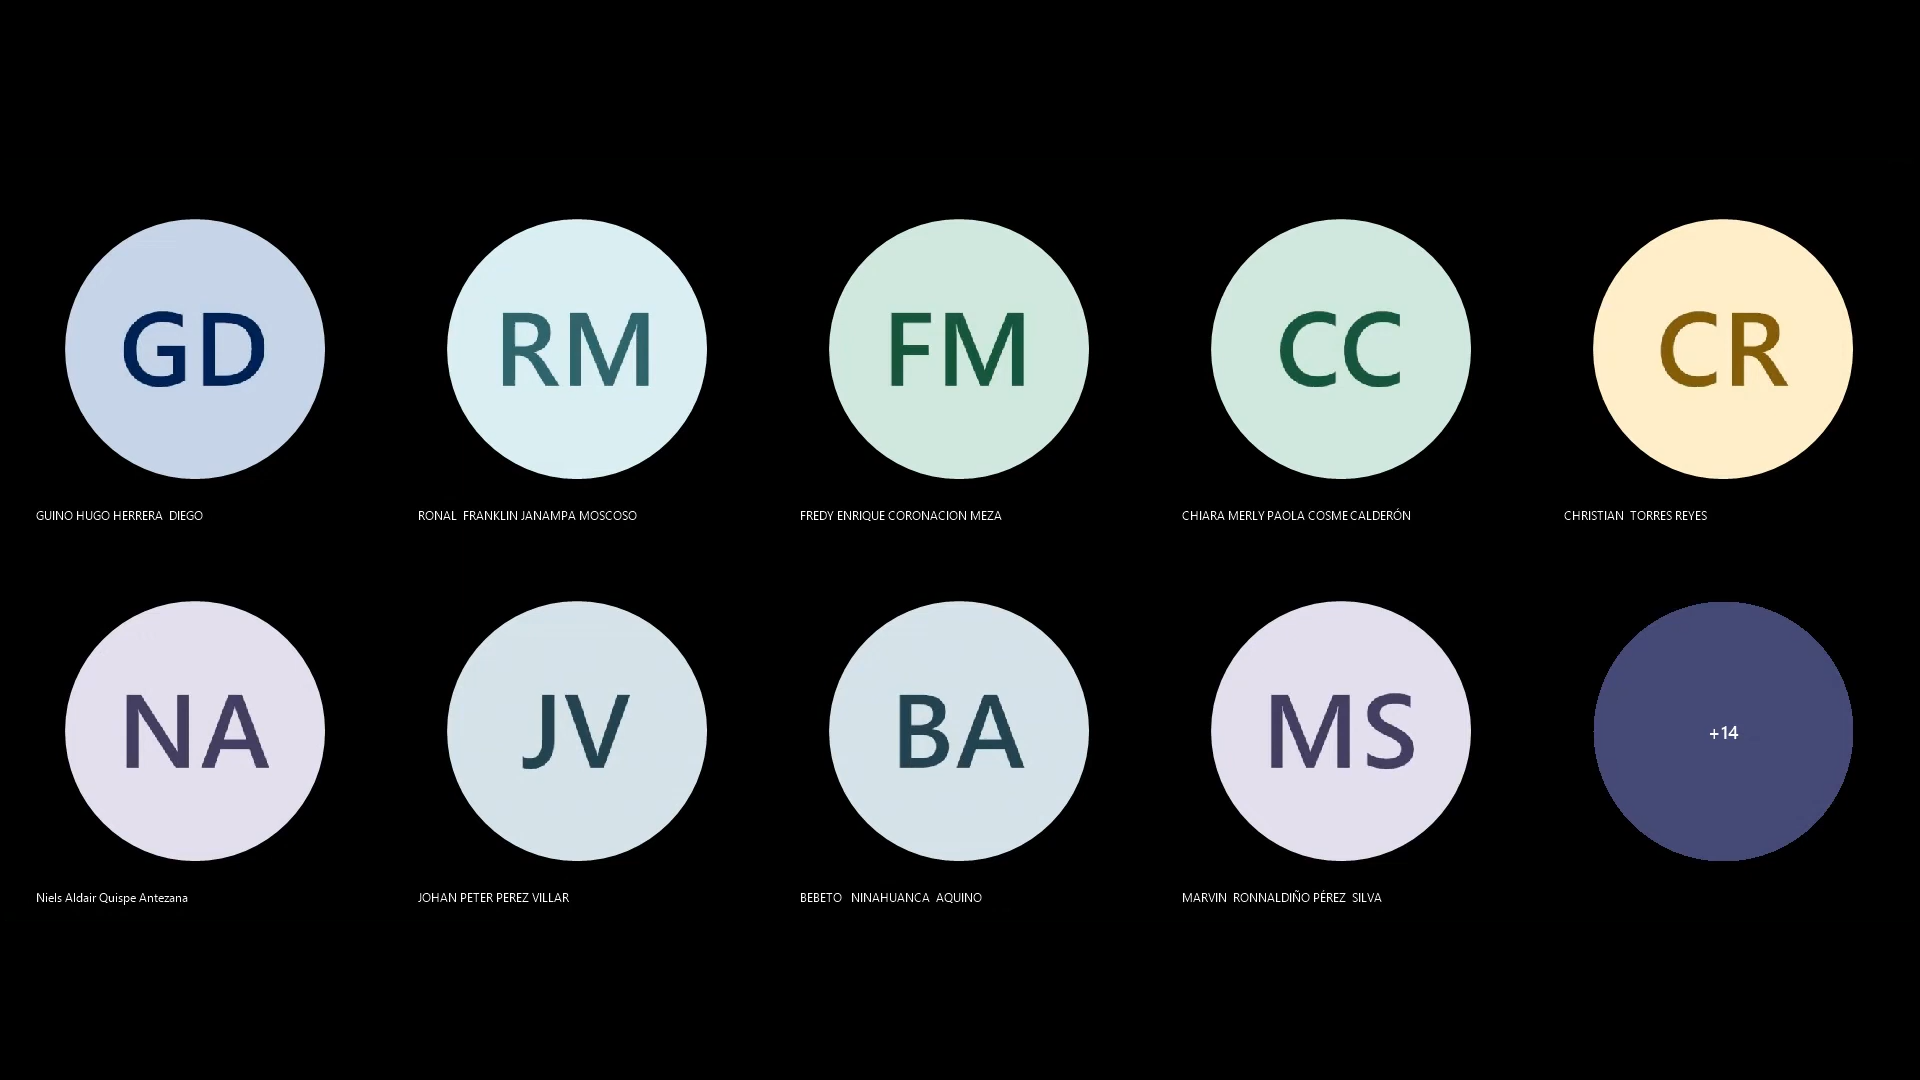 GD
RM
FM
CC
CR
GUINO HUGO HERRERA  DIEGO
RONAL  FRANKLIN JANAMPA MOSCOSO
FREDY ENRIQUE CORONACION MEZA
CHIARA MERLY PAOLA COSME CALDERÓN
CHRISTIAN  TORRES REYES
NA
JV
BA
MS
+14
Niels Aldair Quispe Antezana
JOHAN PETER PEREZ VILLAR
BEBETO   NINAHUANCA  AQUINO
MARVIN  RONNALDIÑO PÉREZ  SILVA